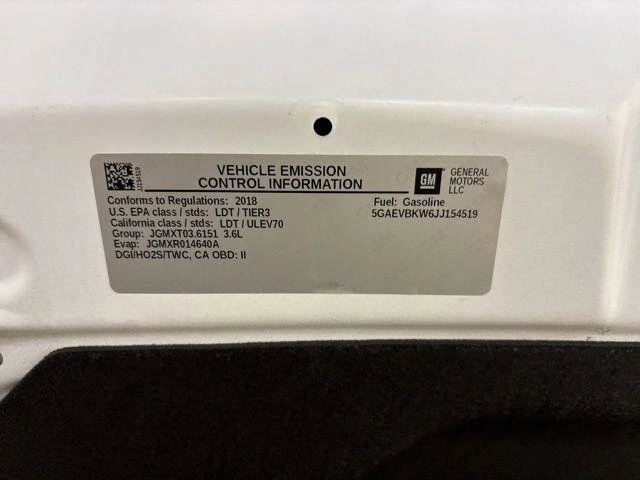 JJ154519
VEHICLE EMISSION
CONTROL INFORMATION
GM
GENERAL
MOTORS
LLC
Conforms to Regulations: 2018
Fuel: Gasoline
U.S. EPA class / stds: LDT / TIER3
5GAEVBKW6JJ154519
California class / stds: LDT / ULEV70
Group: JGMXT03.6151 3.6L
Evap: JGMXR014640A
DGI/HO2S/TWC, CA OBD: II